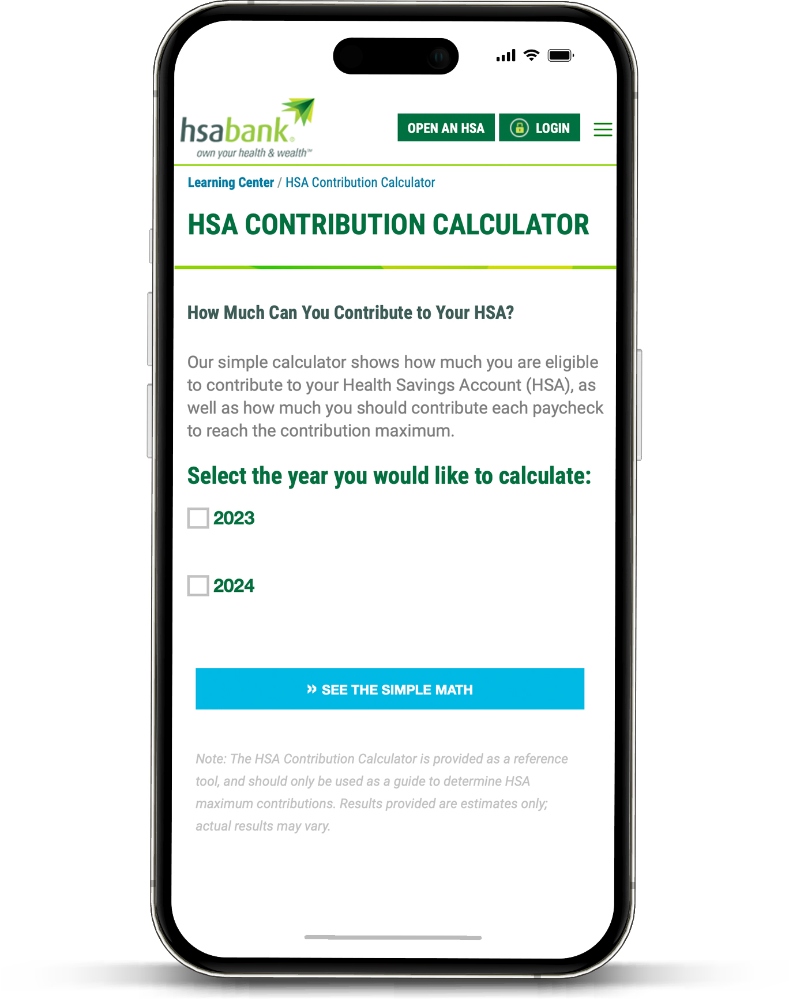 hsabank®
own your health & wealth℠
OPEN AN HSA
LOGIN
Learning Center / HSA Contribution Calculator
HSA CONTRIBUTION CALCULATOR
How Much Can You Contribute to Your HSA?
Our simple calculator shows how much you are eligible
to contribute to your Health Savings Account (HSA), as
well as how much you should contribute each paycheck
to reach the contribution maximum.
Select the year you would like to calculate:
2023
2024
» SEE THE SIMPLE MATH
Note: The HSA Contribution Calculator is provided as a reference
tool, and should only be used as a guide to determine HSA
maximum contributions. Results provided are estimates only;
actual results may vary.